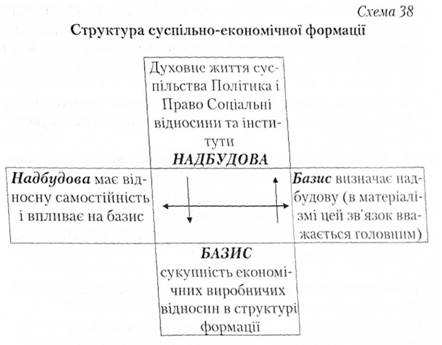 Схема 38
Структура суспільно-економічної формації
Духовне життя сус-
пільства Політика і
Право Соціальні
відносини та інсти-
тути
НАДБУДОВА
Надбудова має від-
носну самостійність
і впливає на базис
Базис визначає над-
будову (в матеріалі-
змі цей зв'язок вва-
жається головним)
БАЗИС
сукупність економі-
чних виробничих
відносин в структурі
формації